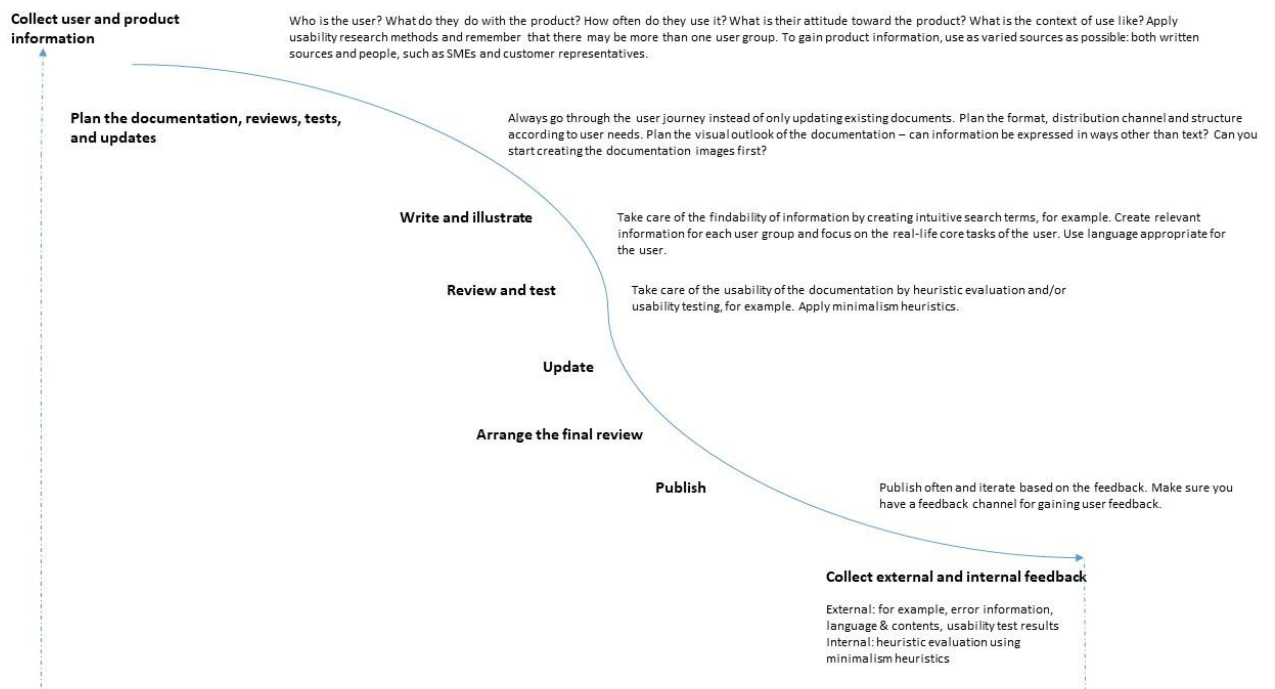 Collect user and product
information
Who is the user? What do they do with the product? How often do they use it? What is their attitude toward the product? What is the context of use like? Apply
usability research methods and remember that there may be more than one user group. To gain product information, use as varied sources as possible: both written
sources and people, such as SMEs and customer representatives.
Plan the documentation, reviews, tests,
and updates
Always go through the user journey instead of only updating existing documents. Plan the format, distribution channel and structure
according to user needs. Plan the visual outlook of the documentation – can information be expressed in ways other than text? Can you
start creating the documentation images first?
Write and illustrate
Take care of the findability of information by creating intuitive search terms, for example. Create relevant
information for each user group and focus on the real-life core tasks of the user. Use language appropriate for
the user.
Review and test
Take care of the usability of the documentation by heuristic evaluation and/or
usability testing, for example. Apply minimalism heuristics.
Update
Arrange the final review
Publish
Publish often and iterate based on the feedback. Make sure you
have a feedback channel for gaining user feedback.
Collect external and internal feedback
External: for example, error information,
language & contents, usability test results
Internal: heuristic evaluation using
minimalism heuristics